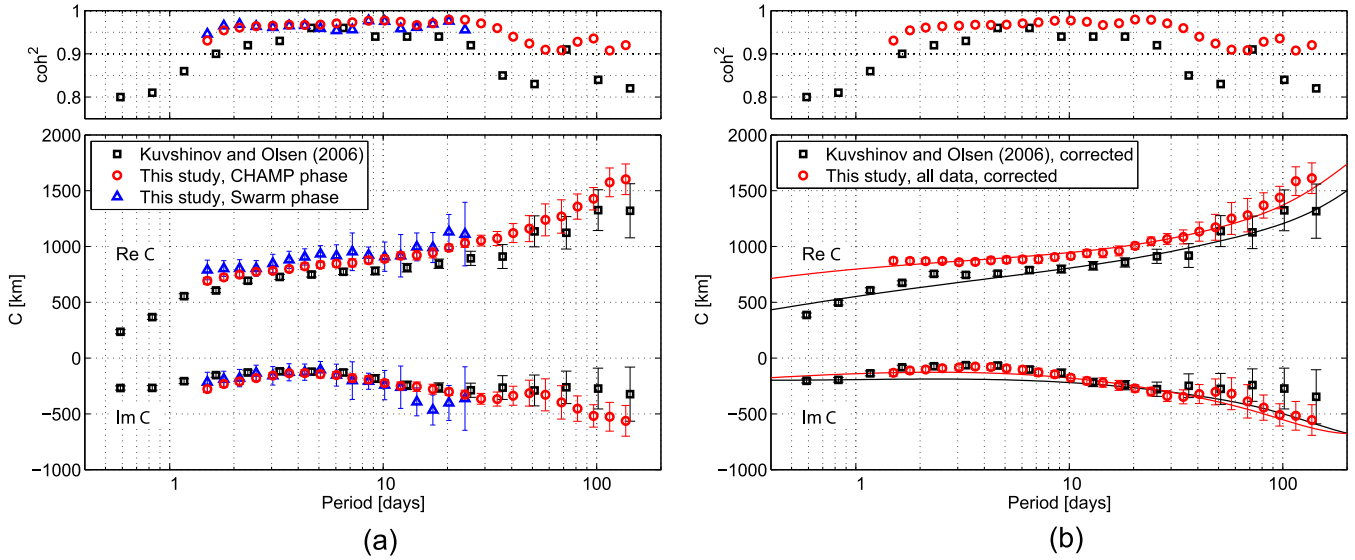 coh²
1
0.9
0.8
2000
1500
1000
500
0
−500
−1000
C [km]
Kuvshinov and Olsen (2006)
This study, CHAMP phase
This study, Swarm phase
Re C
Im C
1
10
100
Period [days]
(a)
coh²
1
0.9
0.8
2000
1500
1000
500
0
−500
−1000
C [km]
Kuvshinov and Olsen (2006), corrected
This study, all data, corrected
Re C
Im C
1
10
100
Period [days]
(b)